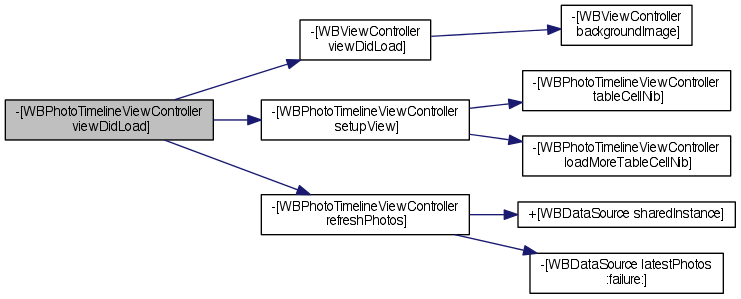 -[WBViewController
backgroundImage]
-[WBViewController
viewDidLoad]
-[WBPhotoTimelineViewController
tableCellNib]
-[WBPhotoTimelineViewController
viewDidLoad]
-[WBPhotoTimelineViewController
setupView]
-[WBPhotoTimelineViewController
loadMoreTableCellNib]
-[WBPhotoTimelineViewController
refreshPhotos]
+[WBDataSource sharedInstance]
-[WBDataSource latestPhotos
:failure:]